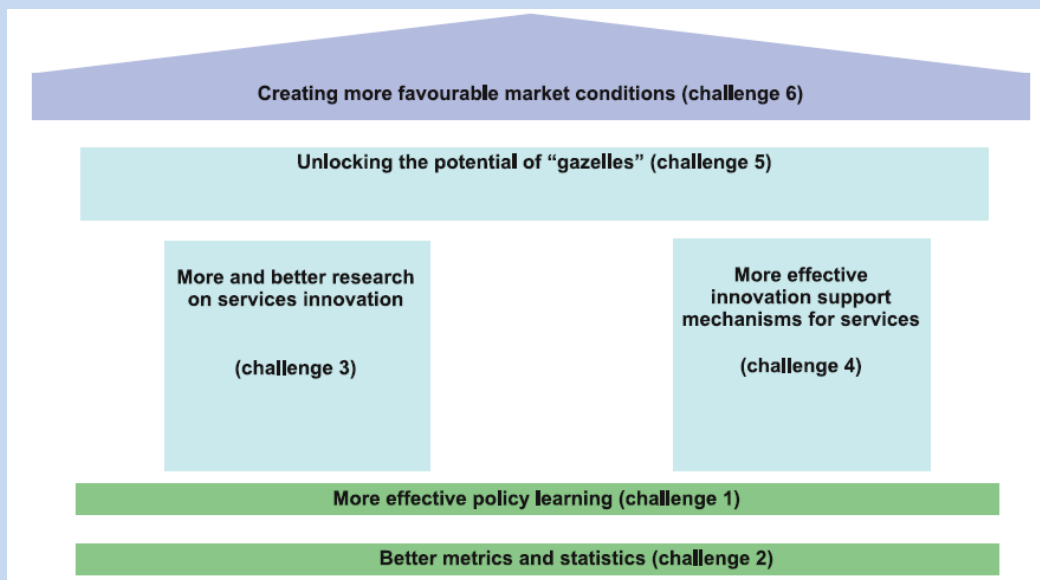 Creating more favourable market conditions (challenge 6)
Unlocking the potential of “gazelles” (challenge 5)
More and better research
on services innovation
(challenge 3)
More effective
innovation support
mechanisms for services
(challenge 4)
More effective policy learning (challenge 1)
Better metrics and statistics (challenge 2)